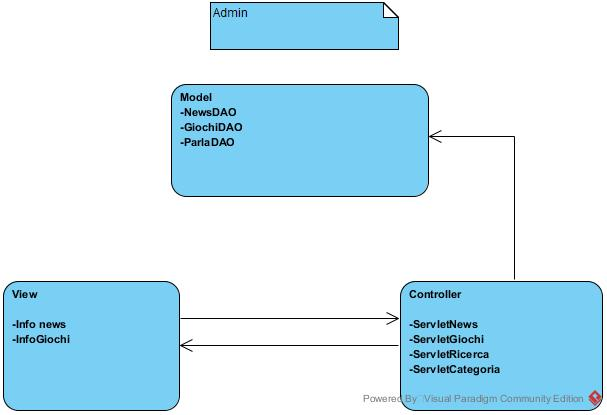 Admin
Model
-NewsDAO
-GiochiDAO
-ParlaDAO
View
-Info news
-InfoGiochi
Controller
-ServletNews
-ServletGiochi
-ServletRicerca
-ServletCategoria
Powered By Visual Paradigm Community Edition